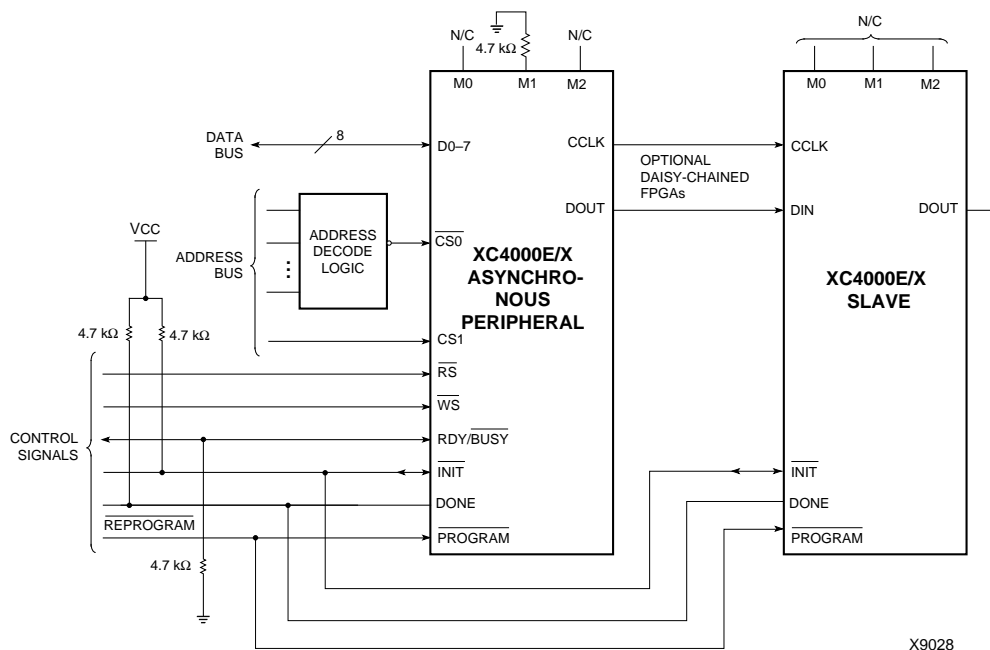 N/C
4.7 kΩ
N/C
N/C
M0
M1
M2
M0
M1
M2
DATA
BUS
8
D0–7
CCLK
CCLK
OPTIONAL
DAISY-CHAINED
FPGAs
DOUT
DIN
DOUT
VCC
ADDRESS
BUS
ADDRESS
DECODE
LOGIC
CS0
XC4000E/X
ASYNCHRO-
NOUS
PERIPHERAL
XC4000E/X
SLAVE
4.7 kΩ
4.7 kΩ
CS1
RS
WS
CONTROL
SIGNALS
RDY/BUSY
INIT
INIT
DONE
DONE
REPROGRAM
PROGRAM
PROGRAM
4.7 kΩ
X9028